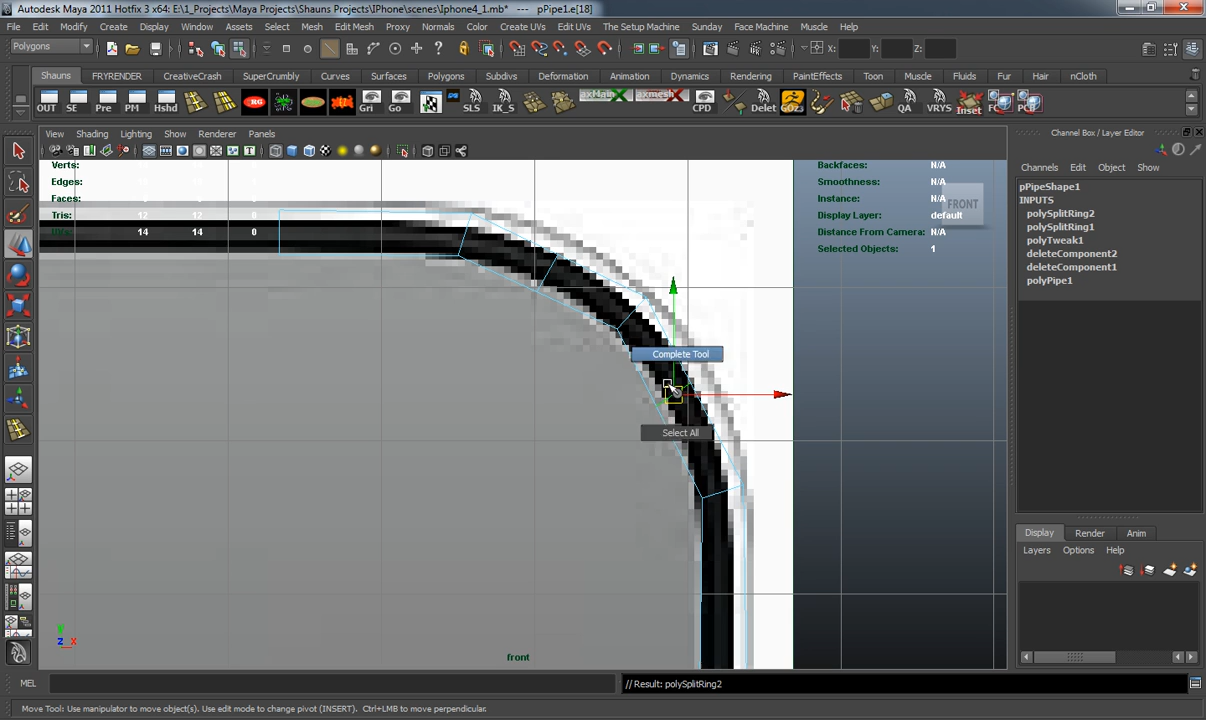 Autodesk Maya 2011 Hotfix 3 x64: E:\1_Projects\Maya Projects\Shauns Projects\IPhone\scenes\Iphone4_1.mb* --- pPipe1.e[18]
File Edit Modify Create Display Window Assets Select Mesh Edit Mesh Proxy Normals Color Create UVs Edit UVs The Setup Machine Sunday Face Machine Muscle Help
Polygons X: Y: Z:
Shauns FRYRENDER CreativeCrash SuperCrumbly Curves Surfaces Polygons Subdivs Deformation Animation Dynamics Rendering PaintEffects Toon Muscle Fluids Fur Hair nCloth
OUT SE Pre PM Hshd Gri Go SLS IK_S axMain axmesh CPD Delet GOz3 QA VRYS Inset
View Shading Lighting Show Renderer Panels
Channel Box / Layer Editor
Channels Edit Object Show
Verts:
Edges:
Faces:
Tris: 12 12 0
UVs: 14 14 0
Backfaces: N/A
Smoothness: N/A
Instance: N/A
Display Layer: default
Distance From Camera: N/A
Selected Objects: 1
FRONT
pPipeShape1
INPUTS
polySplitRing2
polySplitRing1
polyTweak1
deleteComponent2
deleteComponent1
polyPipe1
Complete Tool
Select All
Display Render Anim
Layers Options Help
y
z x
front
MEL // Result: polySplitRing2
Move Tool: Use manipulator to move object(s). Use edit mode to change pivot (INSERT). Ctrl+LMB to move perpendicular.